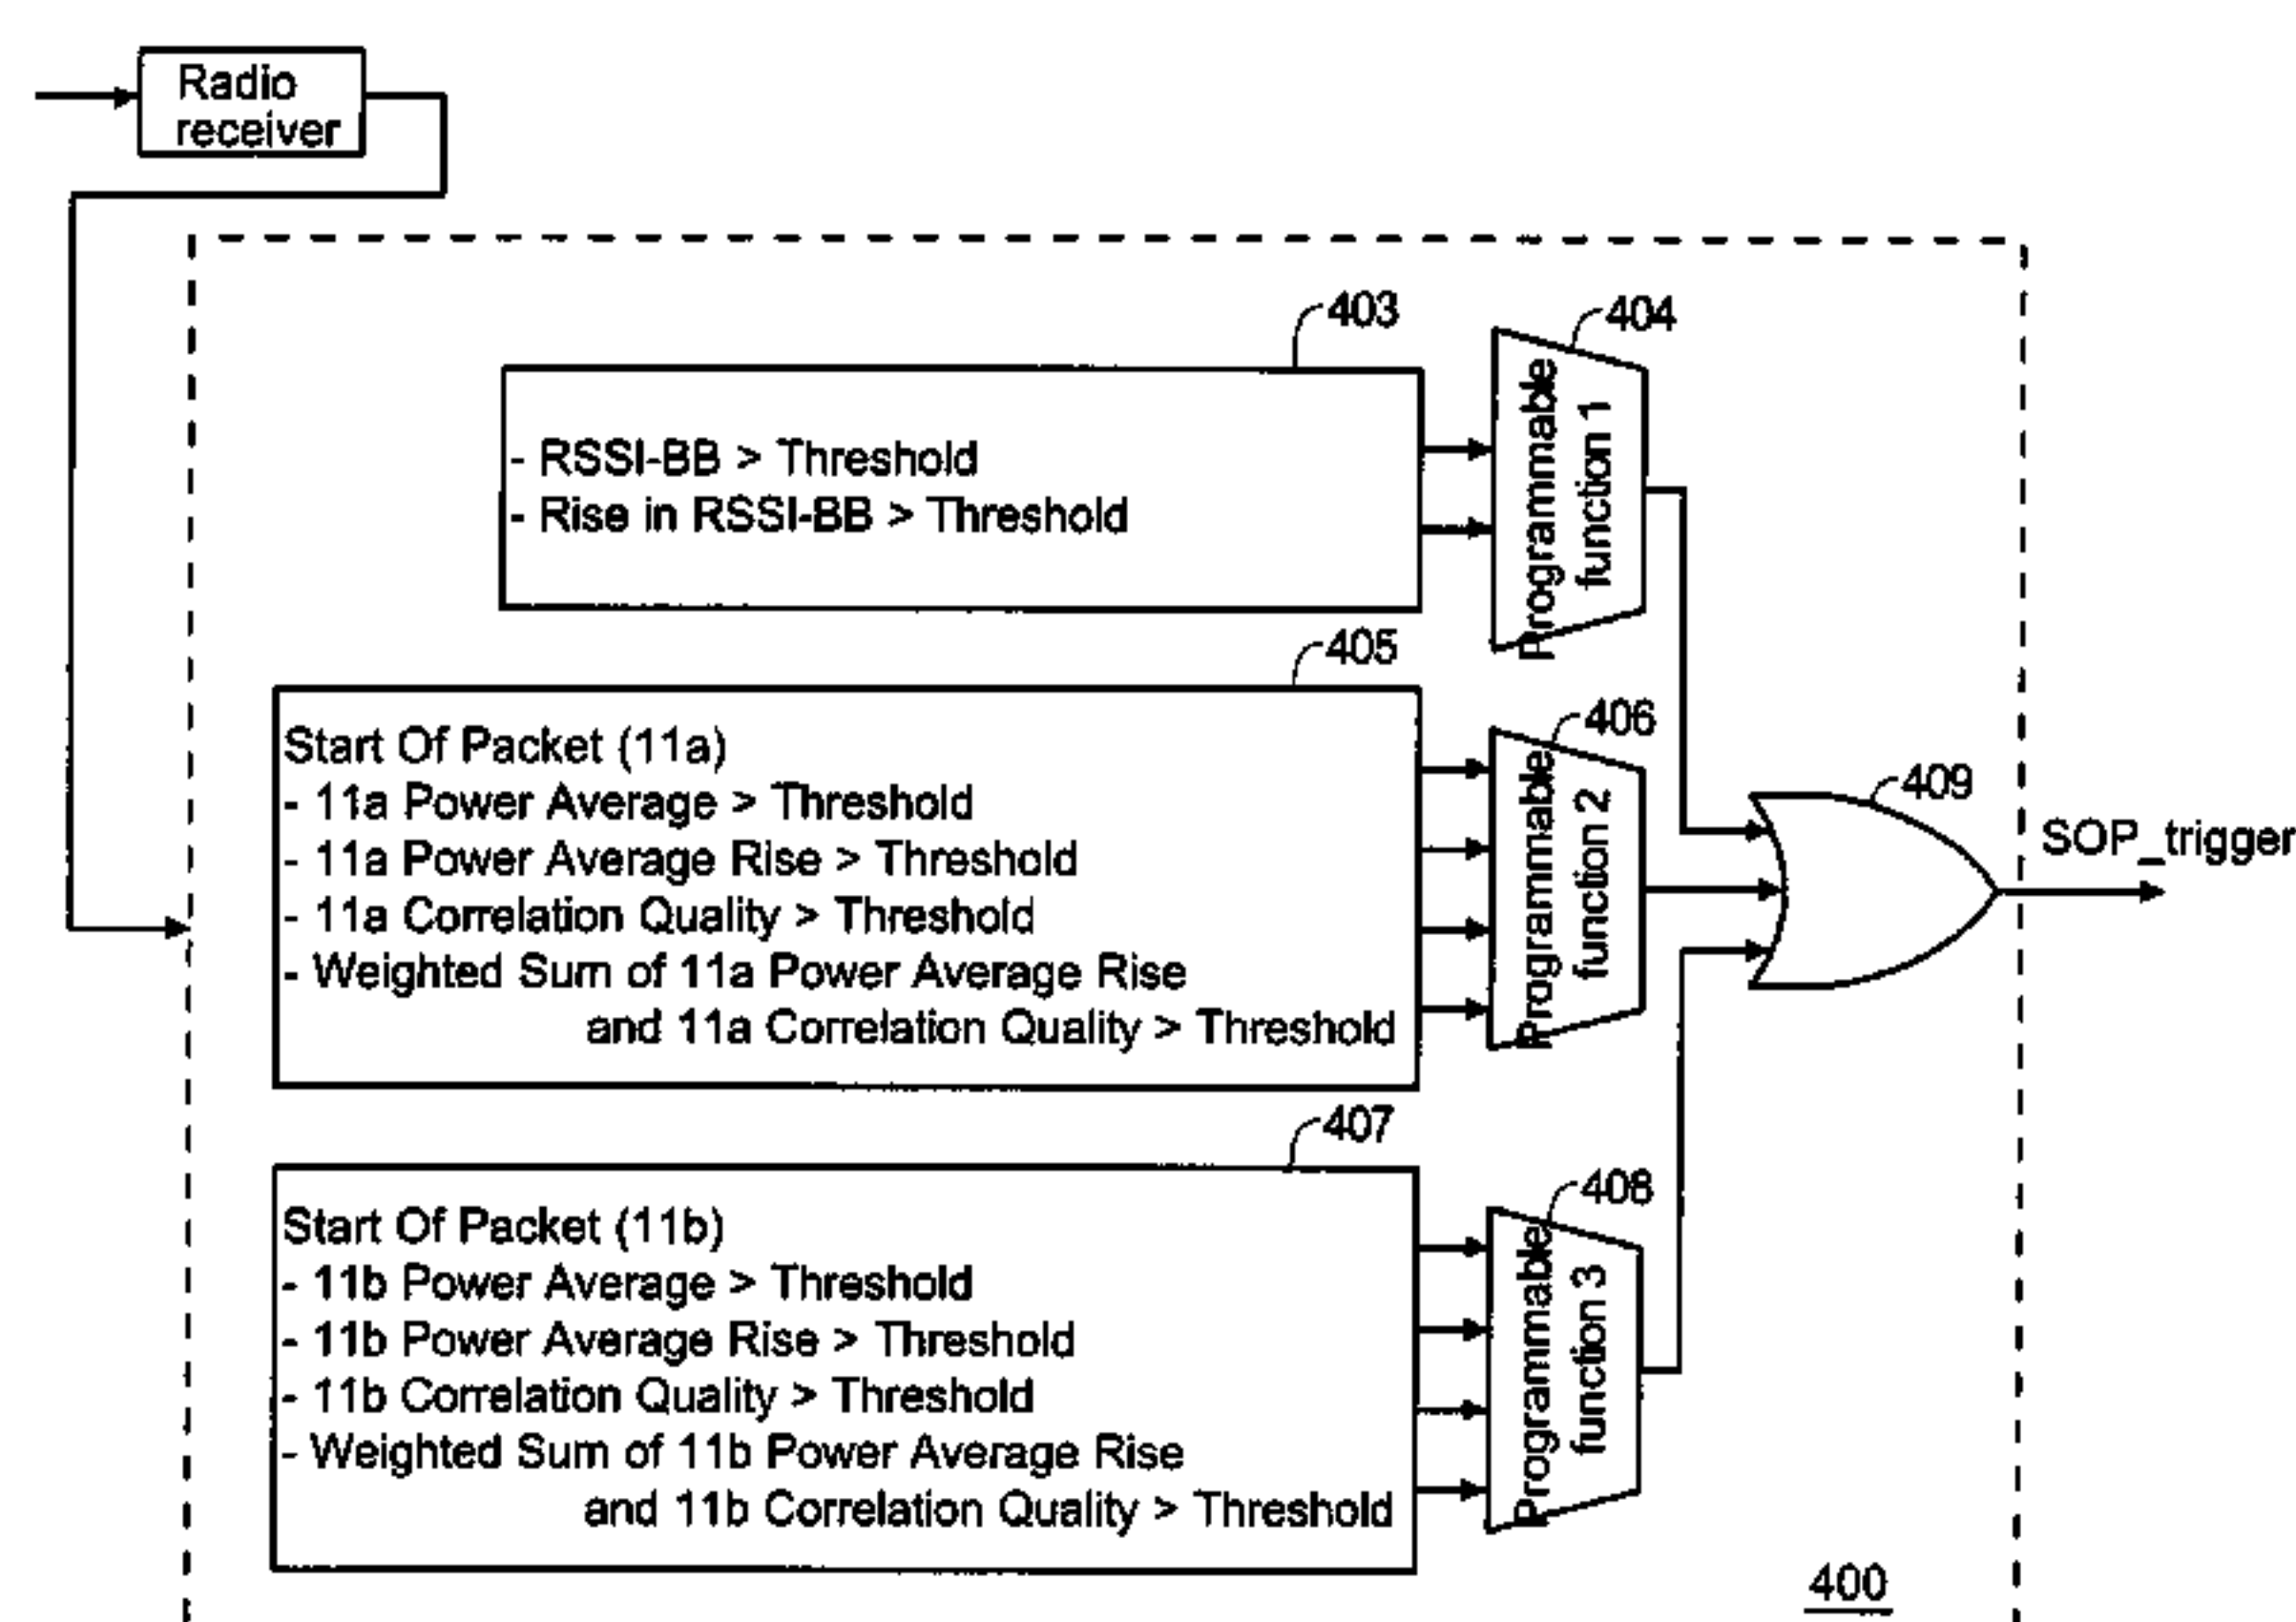 Radio
receiver
403
404
- RSSI-BB > Threshold
- Rise in RSSI-BB > Threshold
Programmable
function 1
405
406
Start Of Packet (11a)
- 11a Power Average > Threshold
- 11a Power Average Rise > Threshold
- 11a Correlation Quality > Threshold
- Weighted Sum of 11a Power Average Rise
and 11a Correlation Quality > Threshold
Programmable
function 2
409
SOP_trigger
407
408
Start Of Packet (11b)
- 11b Power Average > Threshold
- 11b Power Average Rise > Threshold
- 11b Correlation Quality > Threshold
- Weighted Sum of 11b Power Average Rise
and 11b Correlation Quality > Threshold
Programmable
function 3
400